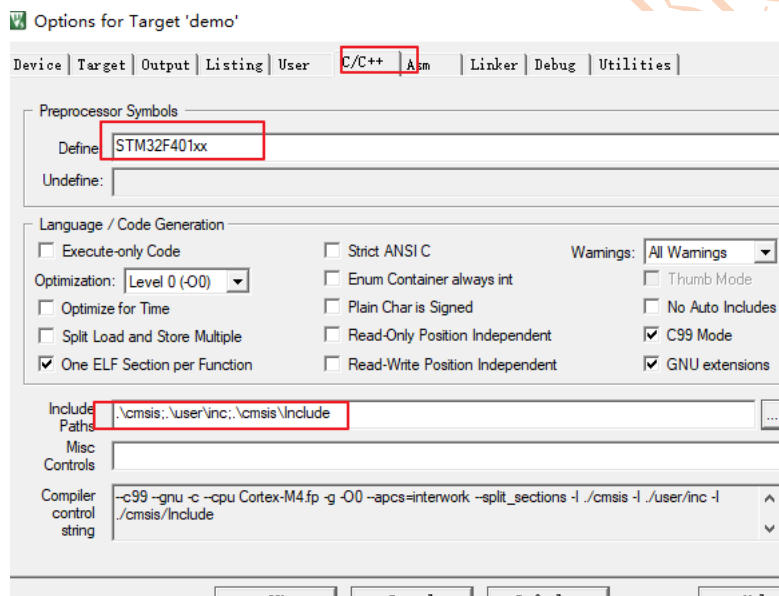 Options for Target 'demo'
Device Target Output Listing User C/C++ Asm Linker Debug Utilities
Preprocessor Symbols
Define STM32F401xx
Undefine:
Language / Code Generation
Execute-only Code Strict ANSI C Warnings: All Warnings
Optimization: Level 0 (-O0) Enum Container always int Thumb Mode
Optimize for Time Plain Char is Signed No Auto Includes
Split Load and Store Multiple Read-Only Position Independent C99 Mode
One ELF Section per Function Read-Write Position Independent GNU extensions
Include Paths .\cmsis;.\user\inc;.\cmsis\Include ...
Misc Controls
Compiler control string --c99 --gnu -c --cpu Cortex-M4.fp -g -O0 --apcs=interwork --split_sections -I ./cmsis -I ./user/inc -I
./cmsis/Include